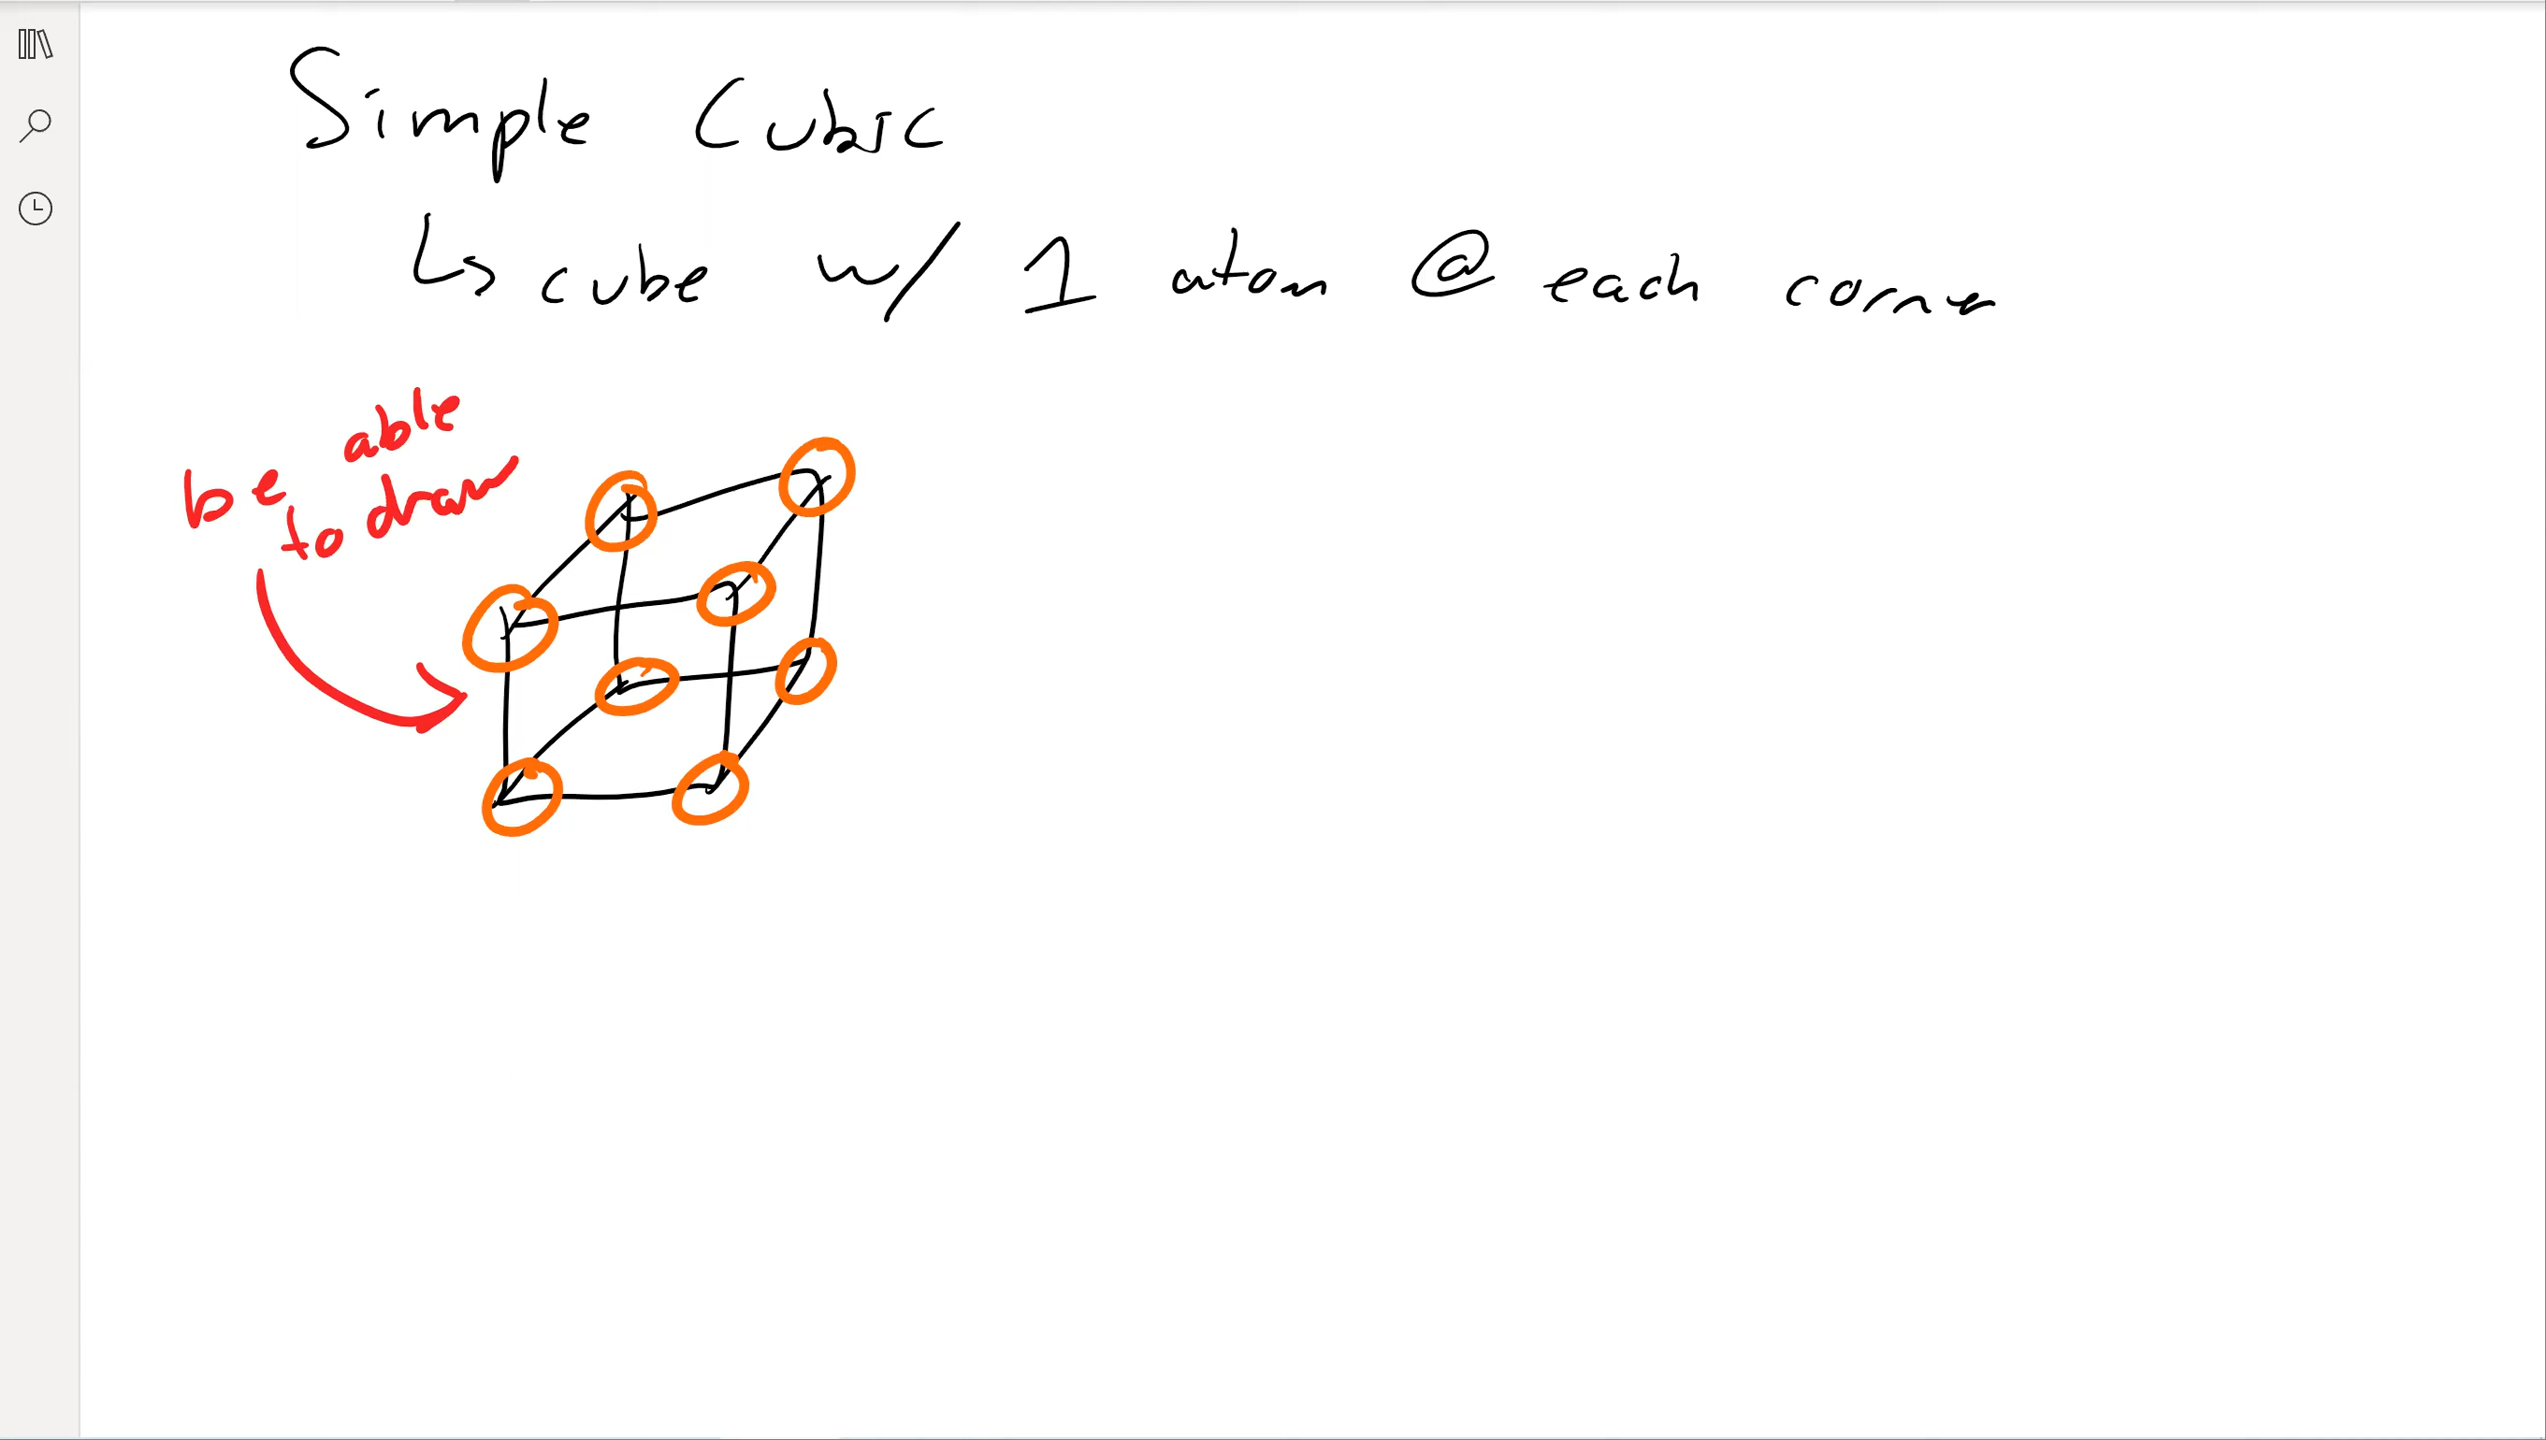 Simple Cubic
↳ cube w/ 1 atom @ each corner
be able
to draw